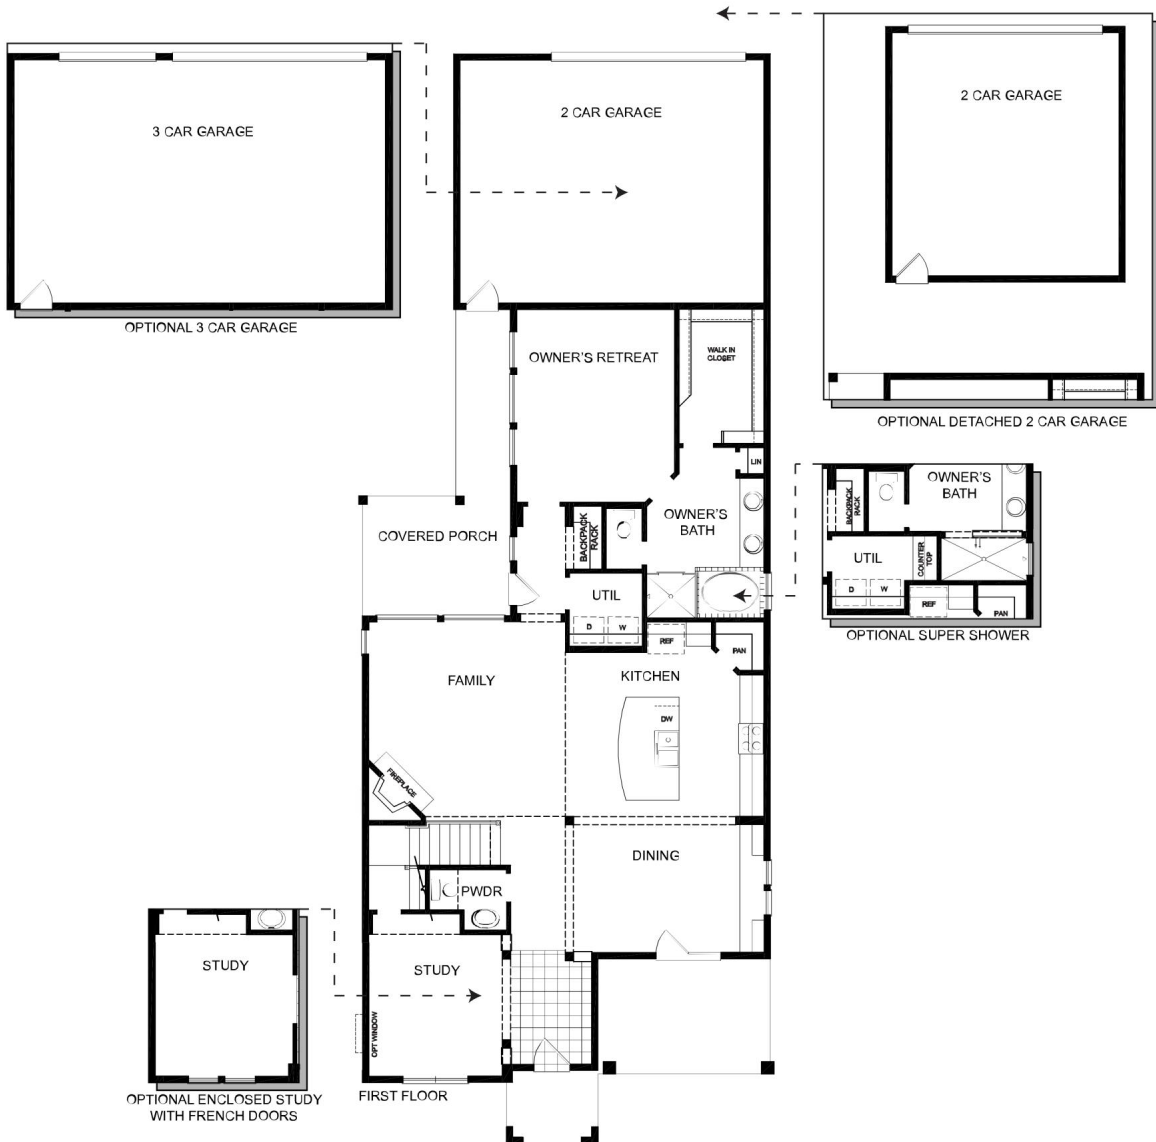 3 CAR GARAGE
OPTIONAL 3 CAR GARAGE
2 CAR GARAGE
2 CAR GARAGE
OPTIONAL DETACHED 2 CAR GARAGE
OWNER'S RETREAT
WALK IN
CLOSET
LIN
OWNER'S
BATH
BACKPACK
RACK
COVERED PORCH
UTIL
D
W
REF
PAN
OWNER'S
BATH
BACKPACK
RACK
UTIL
COUNTER
TOP
D
W
REF
PAN
OPTIONAL SUPER SHOWER
FAMILY
KITCHEN
DW
FIREPLACE
DINING
PWDR
STUDY
OPT WINDOW
FIRST FLOOR
STUDY
OPTIONAL ENCLOSED STUDY
WITH FRENCH DOORS